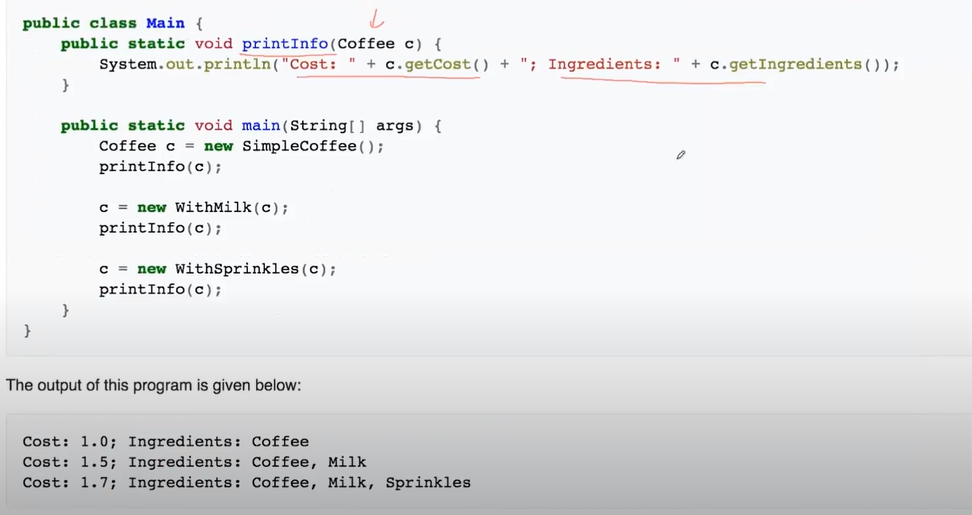 public class Main {
public static void printInfo(Coffee c) {
System.out.println("Cost: " + c.getCost() + "; Ingredients: " + c.getIngredients());
}
public static void main(String[] args) {
Coffee c = new SimpleCoffee();
printInfo(c);
c = new WithMilk(c);
printInfo(c);
c = new WithSprinkles(c);
printInfo(c);
}
}
The output of this program is given below:
Cost: 1.0; Ingredients: Coffee
Cost: 1.5; Ingredients: Coffee, Milk
Cost: 1.7; Ingredients: Coffee, Milk, Sprinkles